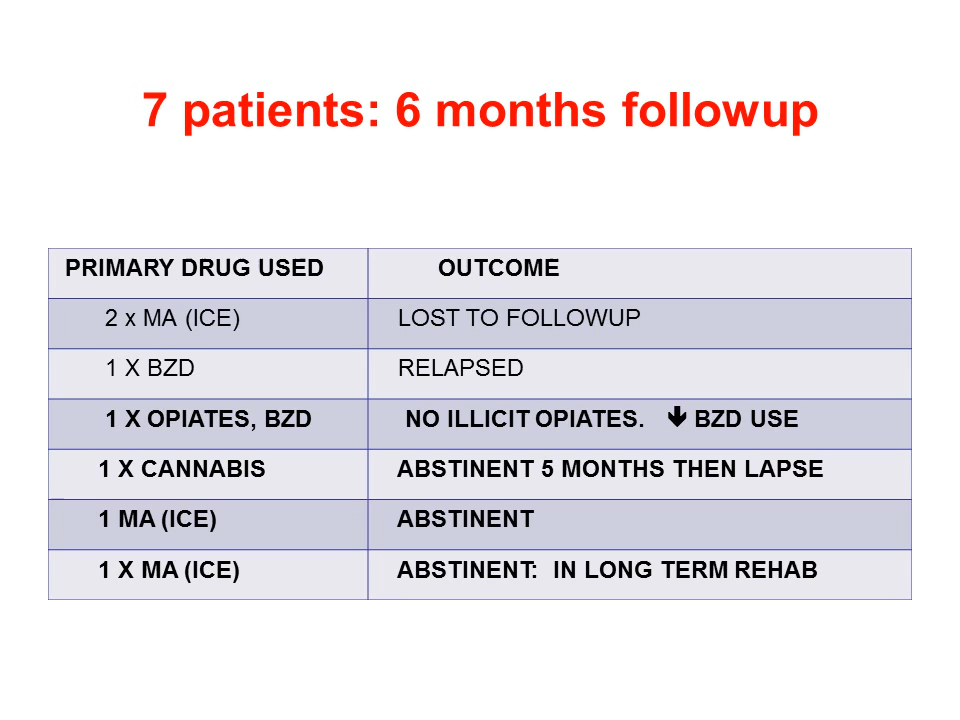 7 patients: 6 months followup
PRIMARY DRUG USED OUTCOME
2 x MA (ICE) LOST TO FOLLOWUP
1 X BZD RELAPSED
1 X OPIATES, BZD NO ILLICIT OPIATES. 🡇 BZD USE
1 X CANNABIS ABSTINENT 5 MONTHS THEN LAPSE
1 MA (ICE) ABSTINENT
1 X MA (ICE) ABSTINENT: IN LONG TERM REHAB